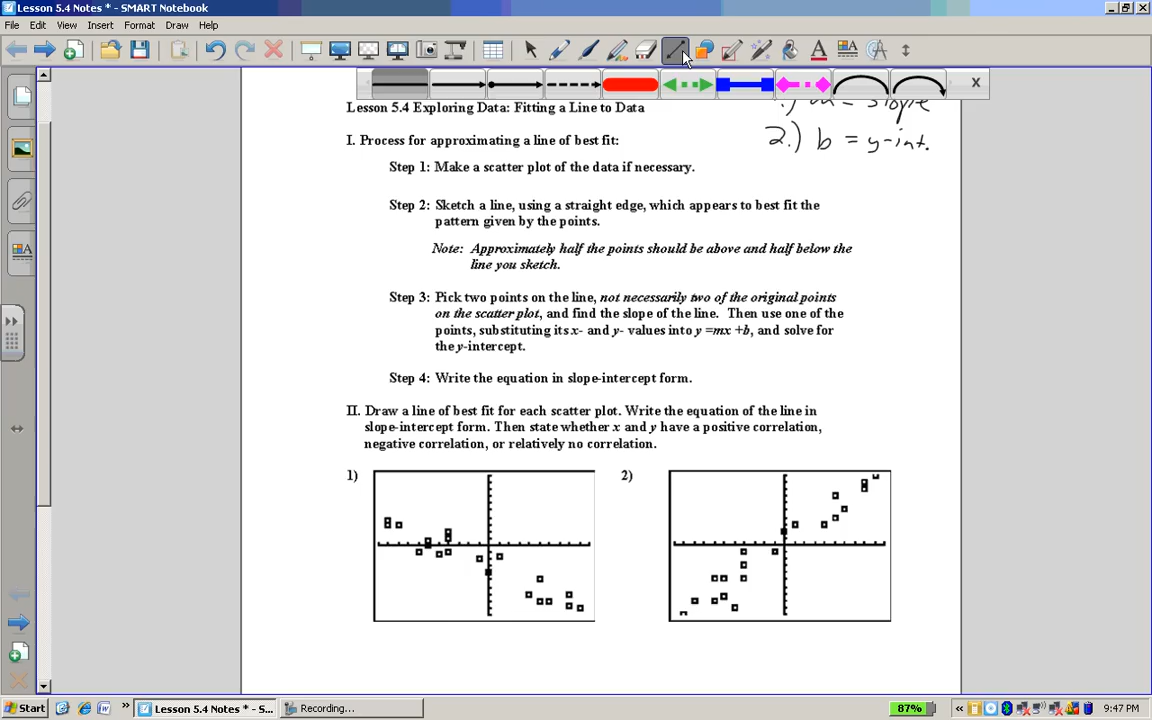 Lesson 5.4 Notes * - SMART Notebook
File Edit View Insert Format Draw Help
1.) m = slope
Lesson 5.4 Exploring Data: Fitting a Line to Data
2.) b = y-int.
I. Process for approximating a line of best fit:
Step 1: Make a scatter plot of the data if necessary.
Step 2: Sketch a line, using a straight edge, which appears to best fit the
pattern given by the points.
Note: Approximately half the points should be above and half below the
line you sketch.
Step 3: Pick two points on the line, not necessarily two of the original points
on the scatter plot, and find the slope of the line. Then use one of the
points, substituting its x- and y- values into y =mx +b, and solve for
the y-intercept.
Step 4: Write the equation in slope-intercept form.
II. Draw a line of best fit for each scatter plot. Write the equation of the line in
slope-intercept form. Then state whether x and y have a positive correlation,
negative correlation, or relatively no correlation.
1) 2)
Start Lesson 5.4 Notes * - S... Recording... 87% 9:47 PM